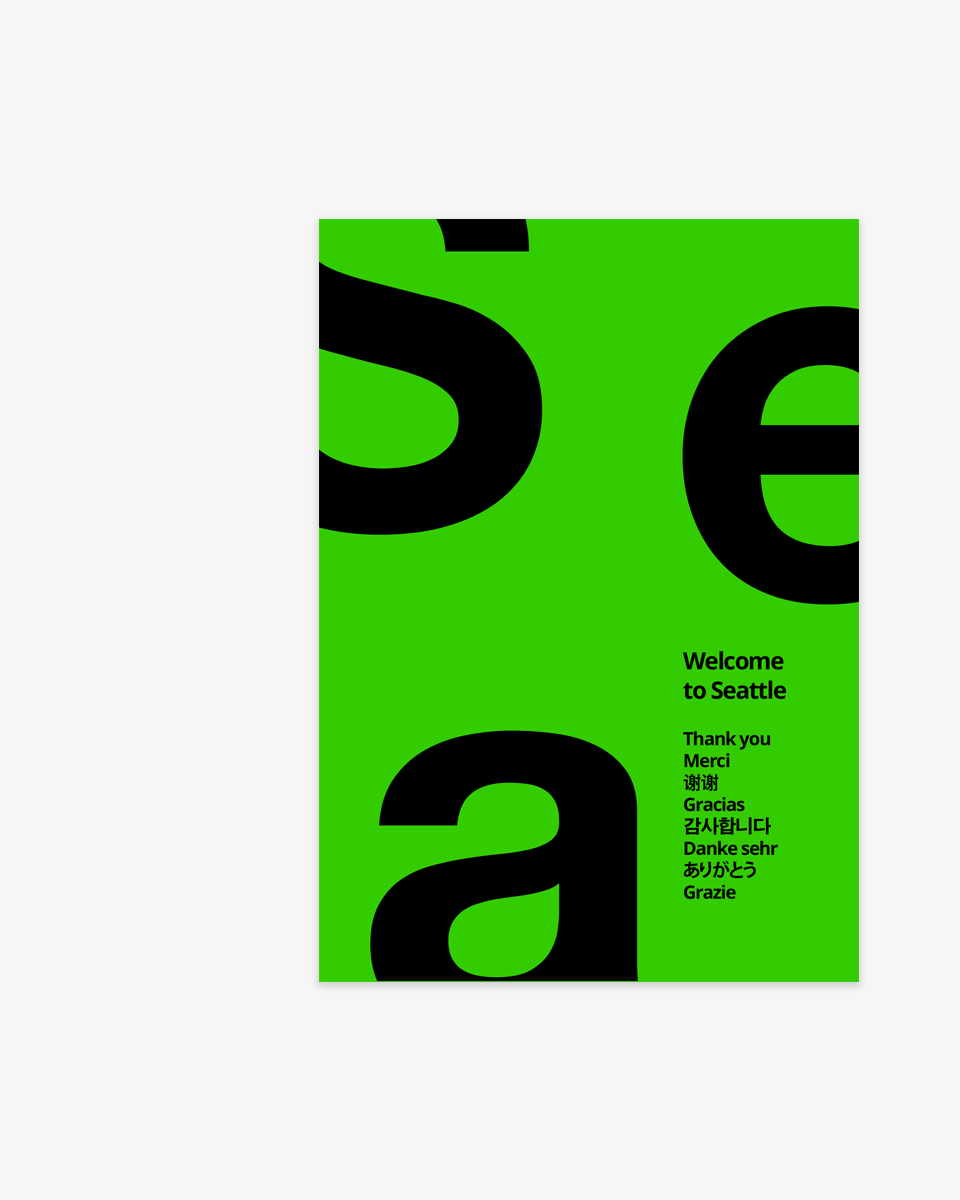 S e
a
Welcome
to Seattle
Thank you
Merci
谢谢
Gracias
감사합니다
Danke sehr
ありがとう
Grazie